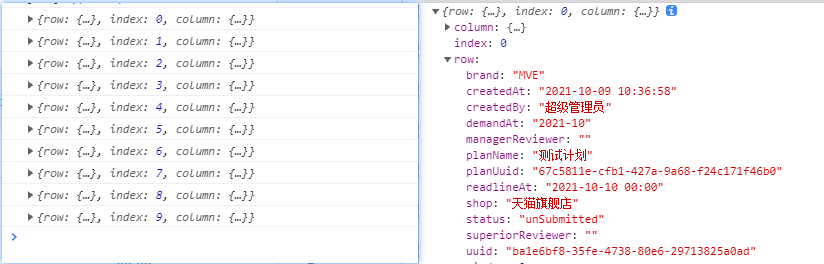 ▶{row: {…}, index: 0, column: {…}}
▶{row: {…}, index: 1, column: {…}}
▶{row: {…}, index: 2, column: {…}}
▶{row: {…}, index: 3, column: {…}}
▶{row: {…}, index: 4, column: {…}}
▶{row: {…}, index: 5, column: {…}}
▶{row: {…}, index: 6, column: {…}}
▶{row: {…}, index: 7, column: {…}}
▶{row: {…}, index: 8, column: {…}}
▶{row: {…}, index: 9, column: {…}}
>
▼{row: {…}, index: 0, column: {…}} i
▶column: {…}
index: 0
▼row:
brand: "MVE"
createdAt: "2021-10-09 10:36:58"
createdBy: "超级管理员"
demandAt: "2021-10"
managerReviewer: ""
planName: "测试计划"
planUuid: "67c5811e-cfb1-427a-9a68-f24c171f46b0"
readlineAt: "2021-10-10 00:00"
shop: "天猫旗舰店"
status: "unSubmitted"
superiorReviewer: ""
uuid: "ba1e6bf8-35fe-4738-80e6-29713825a0ad"